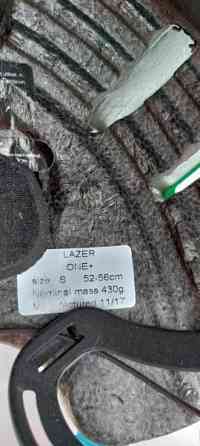 LAZER
ONE+
size S 52-56cm
Nominal mass 430g
11/17